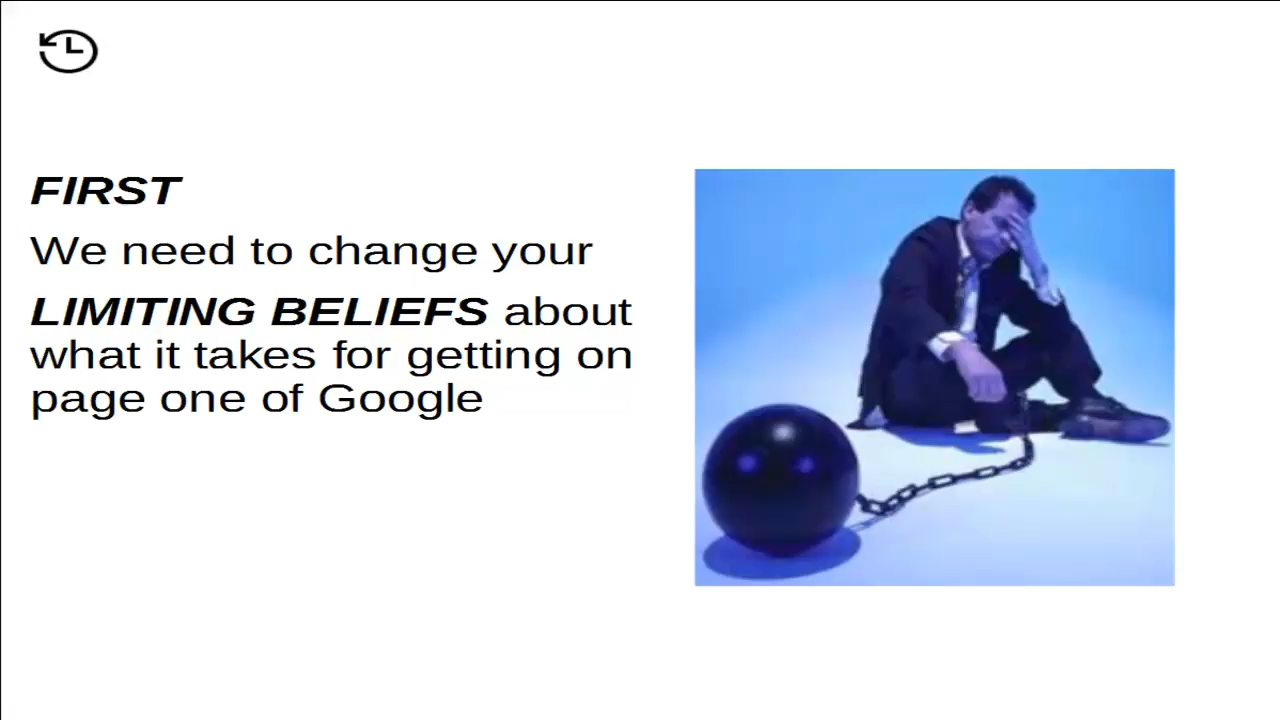 FIRST
We need to change your
LIMITING BELIEFS about
what it takes for getting on
page one of Google